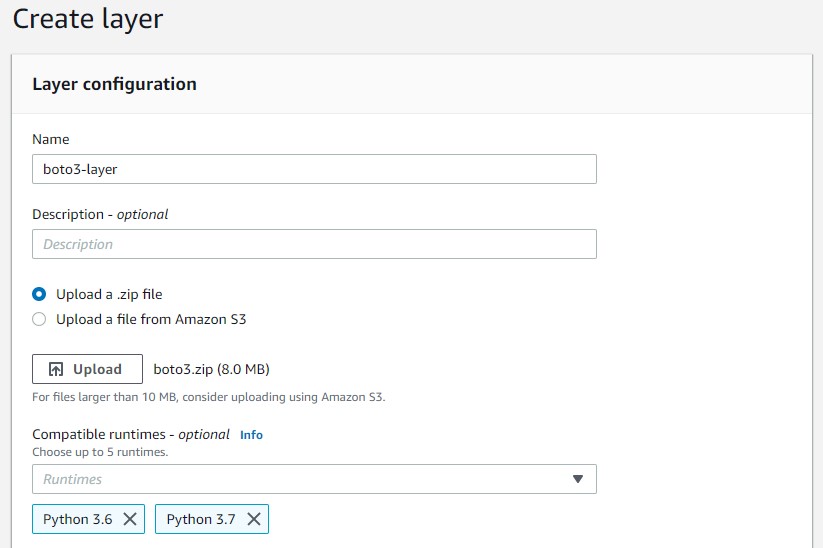 Create layer
Layer configuration
Name
boto3-layer
Description - optional
Description
Upload a .zip file
Upload a file from Amazon S3
Upload boto3.zip (8.0 MB)
For files larger than 10 MB, consider uploading using Amazon S3.
Compatible runtimes - optional Info
Choose up to 5 runtimes.
Runtimes
Python 3.6 Python 3.7